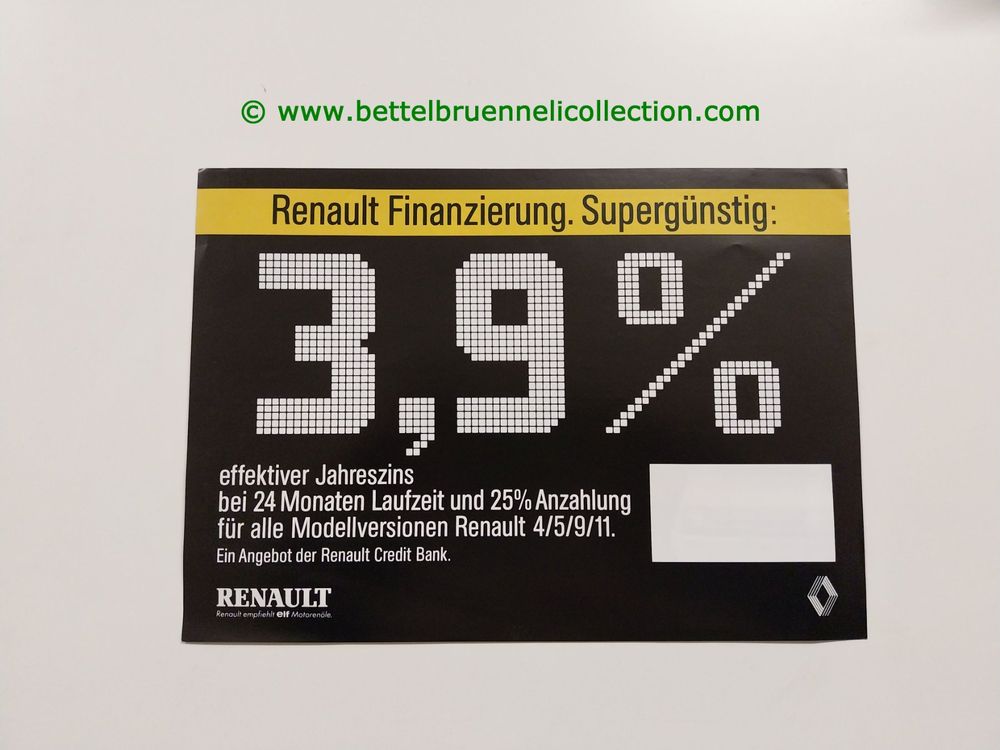 © www.bettelbruennelicollection.com
Renault Finanzierung. Supergünstig:
3,9%
effektiver Jahreszins
bei 24 Monaten Laufzeit und 25% Anzahlung
für alle Modellversionen Renault 4/5/9/11.
Ein Angebot der Renault Credit Bank.
RENAULT
Renault empfiehlt elf Motorenöle.